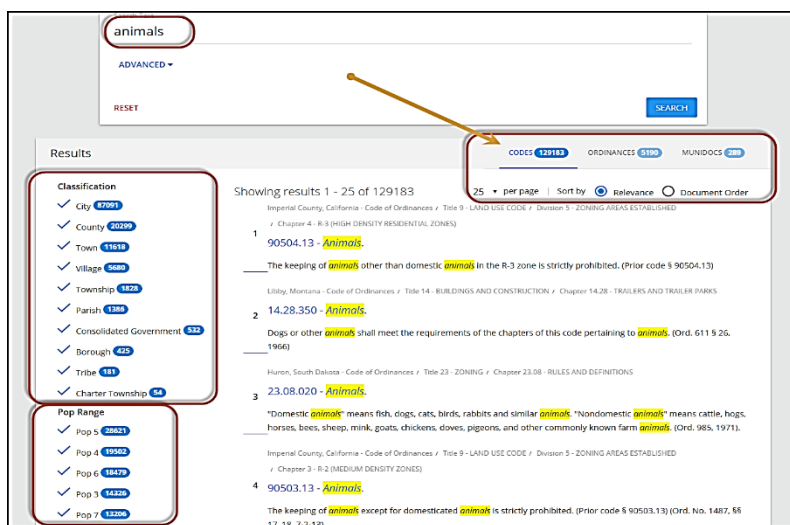 animals
ADVANCED
RESET
SEARCH
Results
CODES 129183 ORDINANCES 5190 MUNIDOCS 289
Classification
City 87091
County 20299
Town 11618
Village 5680
Township 1828
Parish 1386
Consolidated Government 532
Borough 425
Tribe 181
Charter Township 54
Pop Range
Pop 5 28621
Pop 4 19502
Pop 6 18479
Pop 3 14326
Pop 7 13206
Showing results 1 - 25 of 129183
25 per page | Sort by Relevance Document Order
Imperial County, California - Code of Ordinances / Title 9 - LAND USE CODE / Division 5 - ZONING AREAS ESTABLISHED
/ Chapter 4 - R-3 (HIGH DENSITY RESIDENTIAL ZONES)
1
90504.13 - Animals.
The keeping of animals other than domestic animals in the R-3 zone is strictly prohibited. (Prior code § 90504.13)
Libby, Montana - Code of Ordinances / Title 14 - BUILDINGS AND CONSTRUCTION / Chapter 14.28 - TRAILERS AND TRAILER PARKS
2 14.28.350 - Animals.
Dogs or other animals shall meet the requirements of the chapters of this code pertaining to animals. (Ord. 611 § 26,
1966)
Huron, South Dakota - Code of Ordinances / Title 23 - ZONING / Chapter 23.08 - RULES AND DEFINITIONS
3 23.08.020 - Animals.
"Domestic animals" means fish, dogs, cats, birds, rabbits and similar animals. "Nondomestic animals" means cattle, hogs,
horses, bees, sheep, mink, goats, chickens, doves, pigeons, and other commonly known farm animals. (Ord. 985, 1971).
Imperial County, California - Code of Ordinances / Title 9 - LAND USE CODE / Division 5 - ZONING AREAS ESTABLISHED
/ Chapter 3 - R-2 (MEDIUM DENSITY ZONES)
4 90503.13 - Animals.
The keeping of animals except for domesticated animals is strictly prohibited. (Prior code § 90503.13) (Ord. No. 1487, §§
17, 18, 7-2-13)